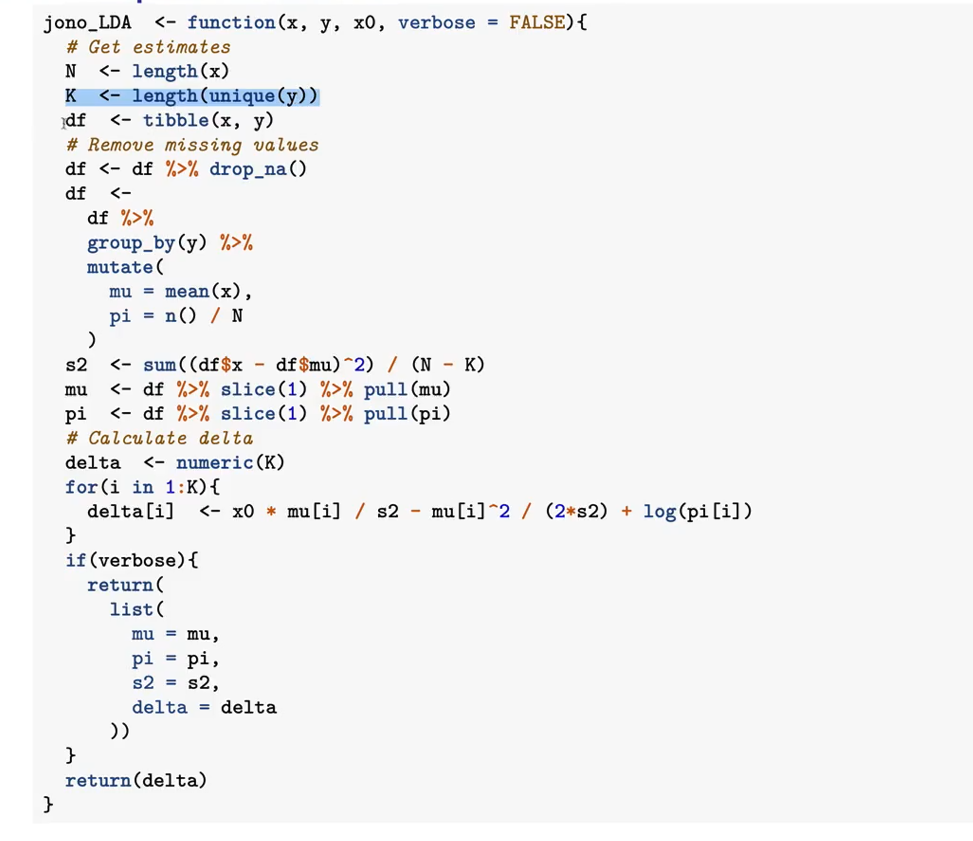 jono_LDA  <- function(x, y, x0, verbose = FALSE){
  # Get estimates
  N  <- length(x)
  K  <- length(unique(y))
  df  <- tibble(x, y)
  # Remove missing values
  df <- df %>% drop_na()
  df  <-
    df %>%
    group_by(y) %>%
    mutate(
      mu = mean(x),
      pi = n() / N
    )
  s2  <- sum((df$x - df$mu)^2) / (N - K)
  mu  <- df %>% slice(1) %>% pull(mu)
  pi  <- df %>% slice(1) %>% pull(pi)
  # Calculate delta
  delta  <- numeric(K)
  for(i in 1:K){
    delta[i]  <- x0 * mu[i] / s2 - mu[i]^2 / (2*s2) + log(pi[i])
  }
  if(verbose){
    return(
      list(
        mu = mu,
        pi = pi,
        s2 = s2,
        delta = delta
      ))
  }
  return(delta)
}